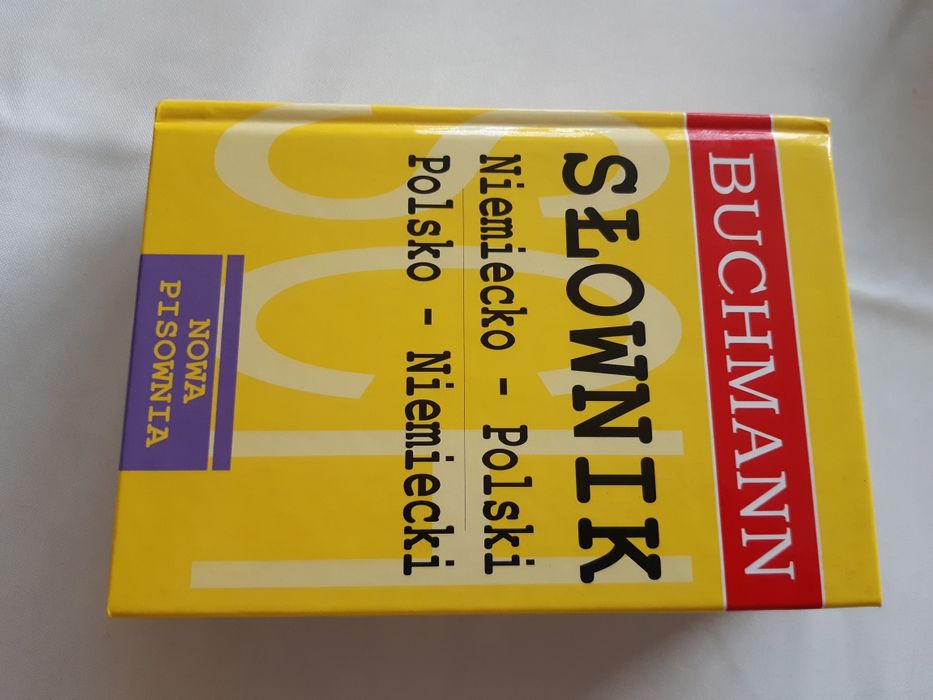 BUCHMANN
SŁOWNIK
Niemiecko - Polski
Polsko - Niemiecki
NOWA
PISOWNIA